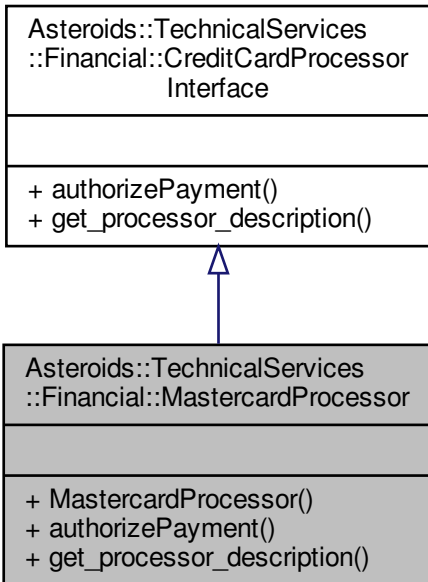 Asteroids::TechnicalServices
::Financial::CreditCardProcessor
Interface
+ authorizePayment()
+ get_processor_description()
Asteroids::TechnicalServices
::Financial::MastercardProcessor
+ MastercardProcessor()
+ authorizePayment()
+ get_processor_description()